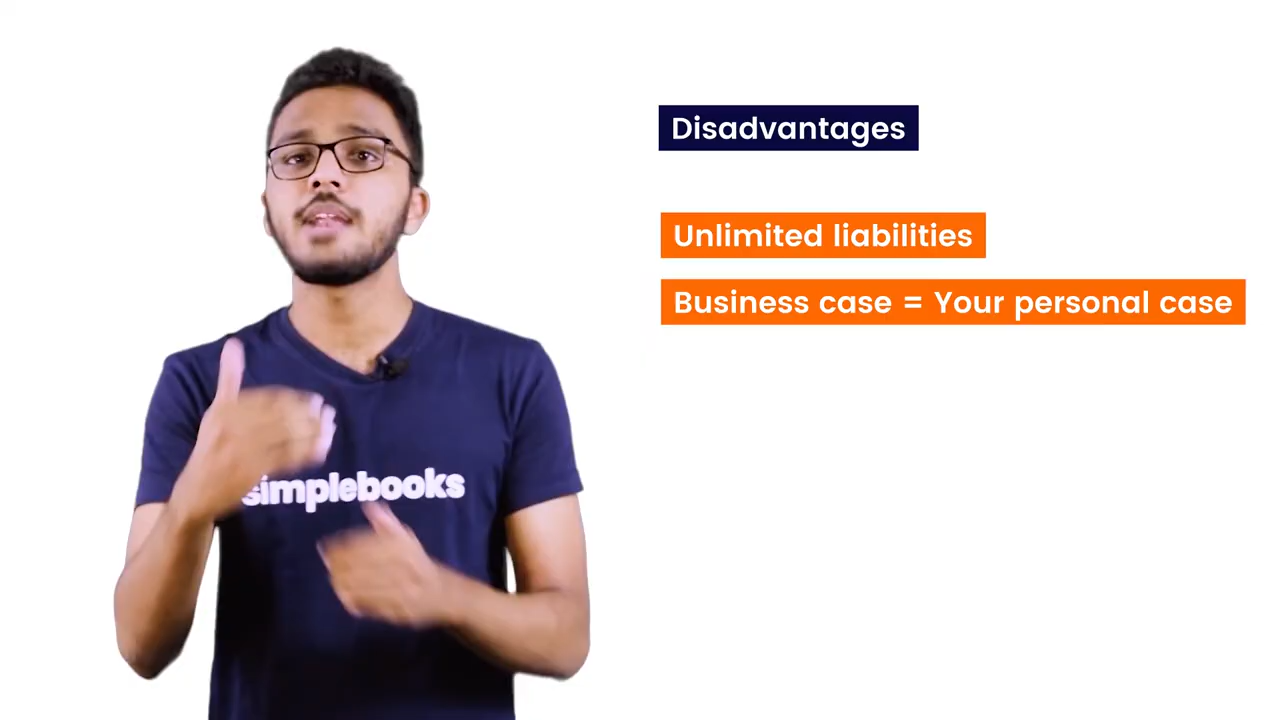 Disadvantages
Unlimited liabilities
Business case = Your personal case
simplebooks